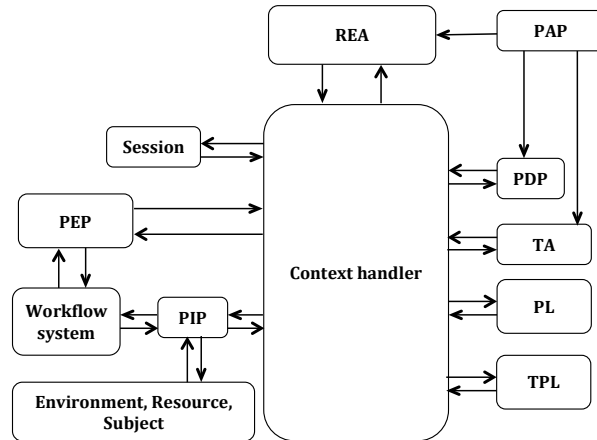 REA
PAP
Session
PDP
PEP
TA
Context handler
Workflow
system
PIP
PL
TPL
Environment, Resource,
Subject